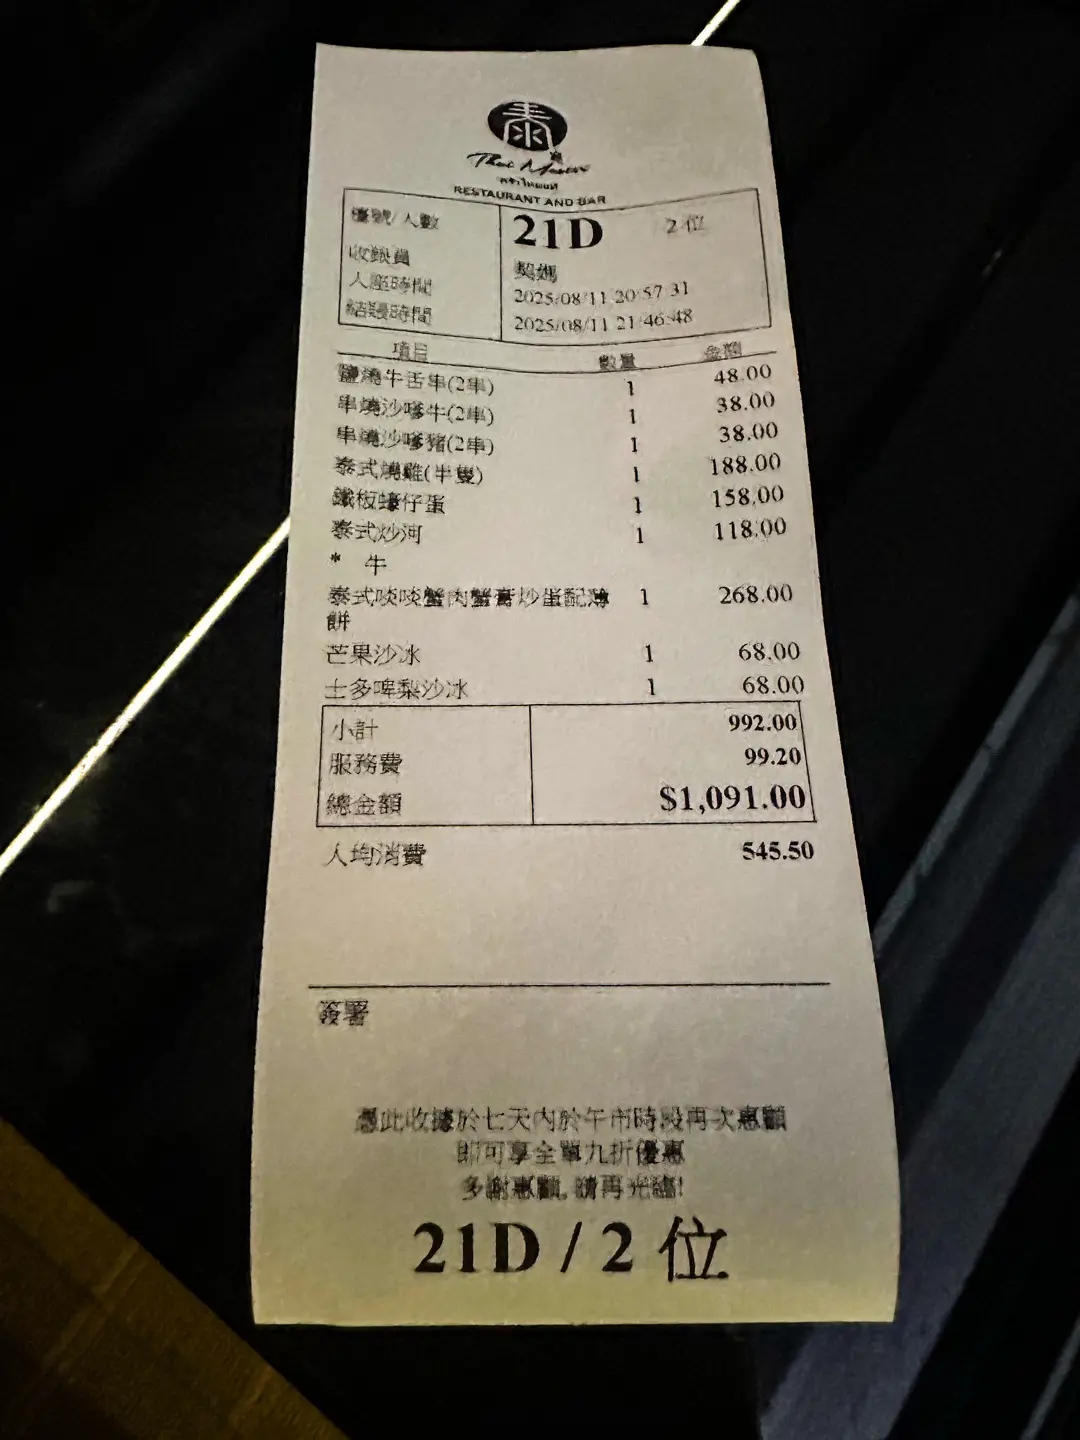 泰
Thai Master
RESTAURANT AND BAR
檯號/人數 21D 2 位
收銀員 契媽
入座時間 2025/08/11 20:57:31
結賬時間 2025/08/11 21:46:48
項目 數量 金額
鹽燒牛舌串(2串) 1 48.00
串燒沙嗲牛(2串) 1 38.00
串燒沙嗲豬(2串) 1 38.00
泰式燒雞(半隻) 1 188.00
鐵板蠔仔蛋 1 158.00
泰式炒河 1 118.00
* 牛
泰式啖啖蟹肉蟹膏炒蛋配薄 1 268.00
餅
芒果沙冰 1 68.00
士多啤梨沙冰 1 68.00
小計 992.00
服務費 99.20
總金額 $1,091.00
人均消費 545.50
簽署
憑此收據於七天內於午市時段再次惠顧
即可享全單九折優惠
多謝惠顧, 請再光臨!
21D / 2 位